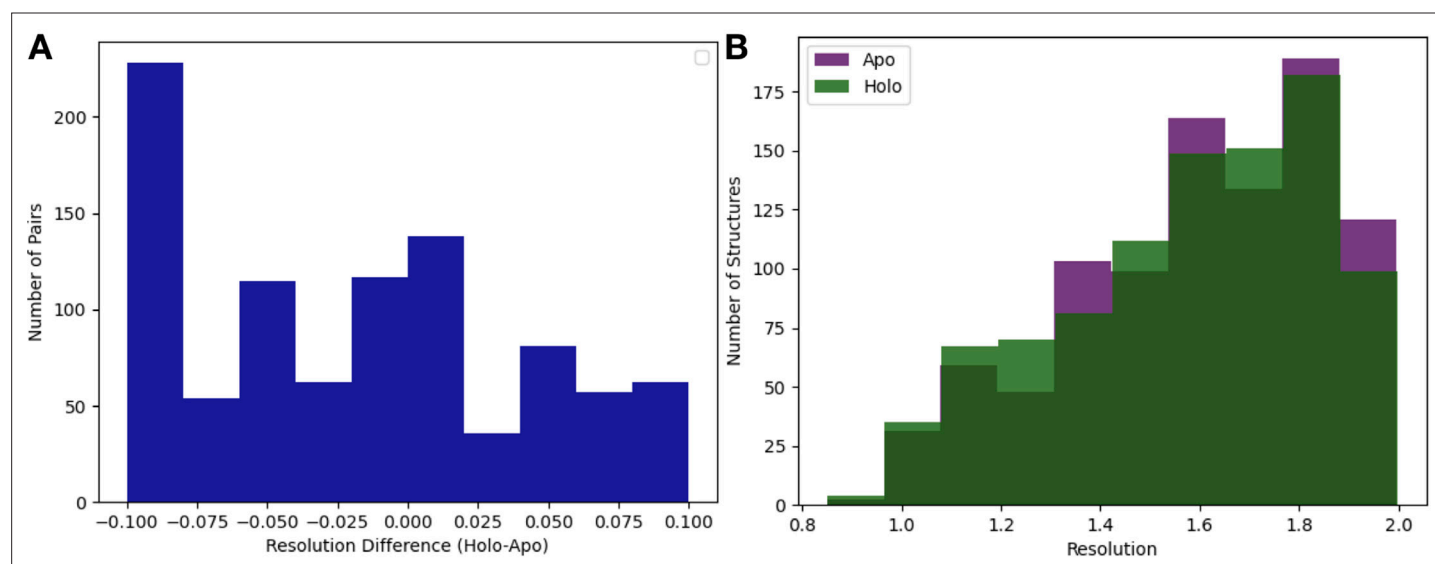 A
Number of Pairs
200
150
100
50
0
−0.100 −0.075 −0.050 −0.025 0.000 0.025 0.050 0.075 0.100
Resolution Difference (Holo-Apo)
B
Apo
Holo
Number of Structures
175
150
125
100
75
50
25
0
0.8 1.0 1.2 1.4 1.6 1.8 2.0
Resolution